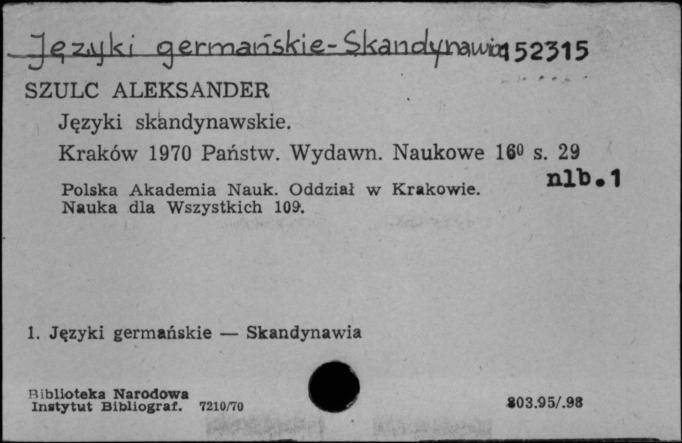 Języki germańskie-Skandynawia 152315
SZULC ALEKSANDER
Języki skandynawskie.
Kraków 1970 Państw. Wydawn. Naukowe 16⁰ s. 29
nlb.1
Polska Akademia Nauk. Oddział w Krakowie.
Nauka dla Wszystkich 109.
1. Języki germańskie — Skandynawia
Biblioteka Narodowa
Instytut Bibliograf. 7210/70
803.95/.98